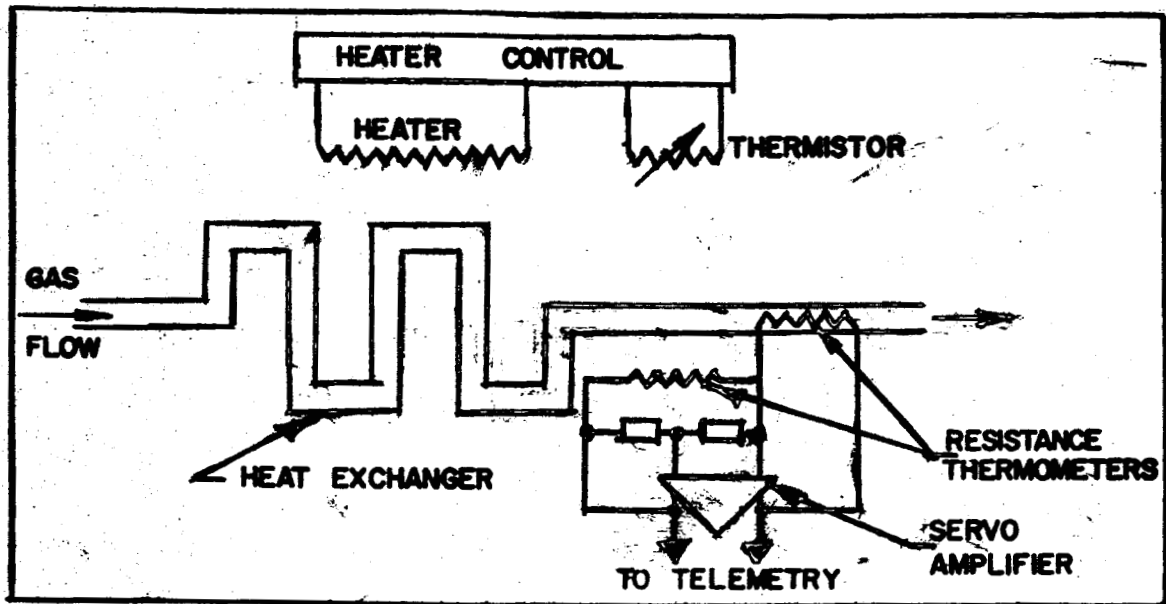 HEATER CONTROL
HEATER
THERMISTOR
GAS
FLOW
HEAT EXCHANGER
RESISTANCE
THERMOMETERS
SERVO
AMPLIFIER
TO TELEMETRY